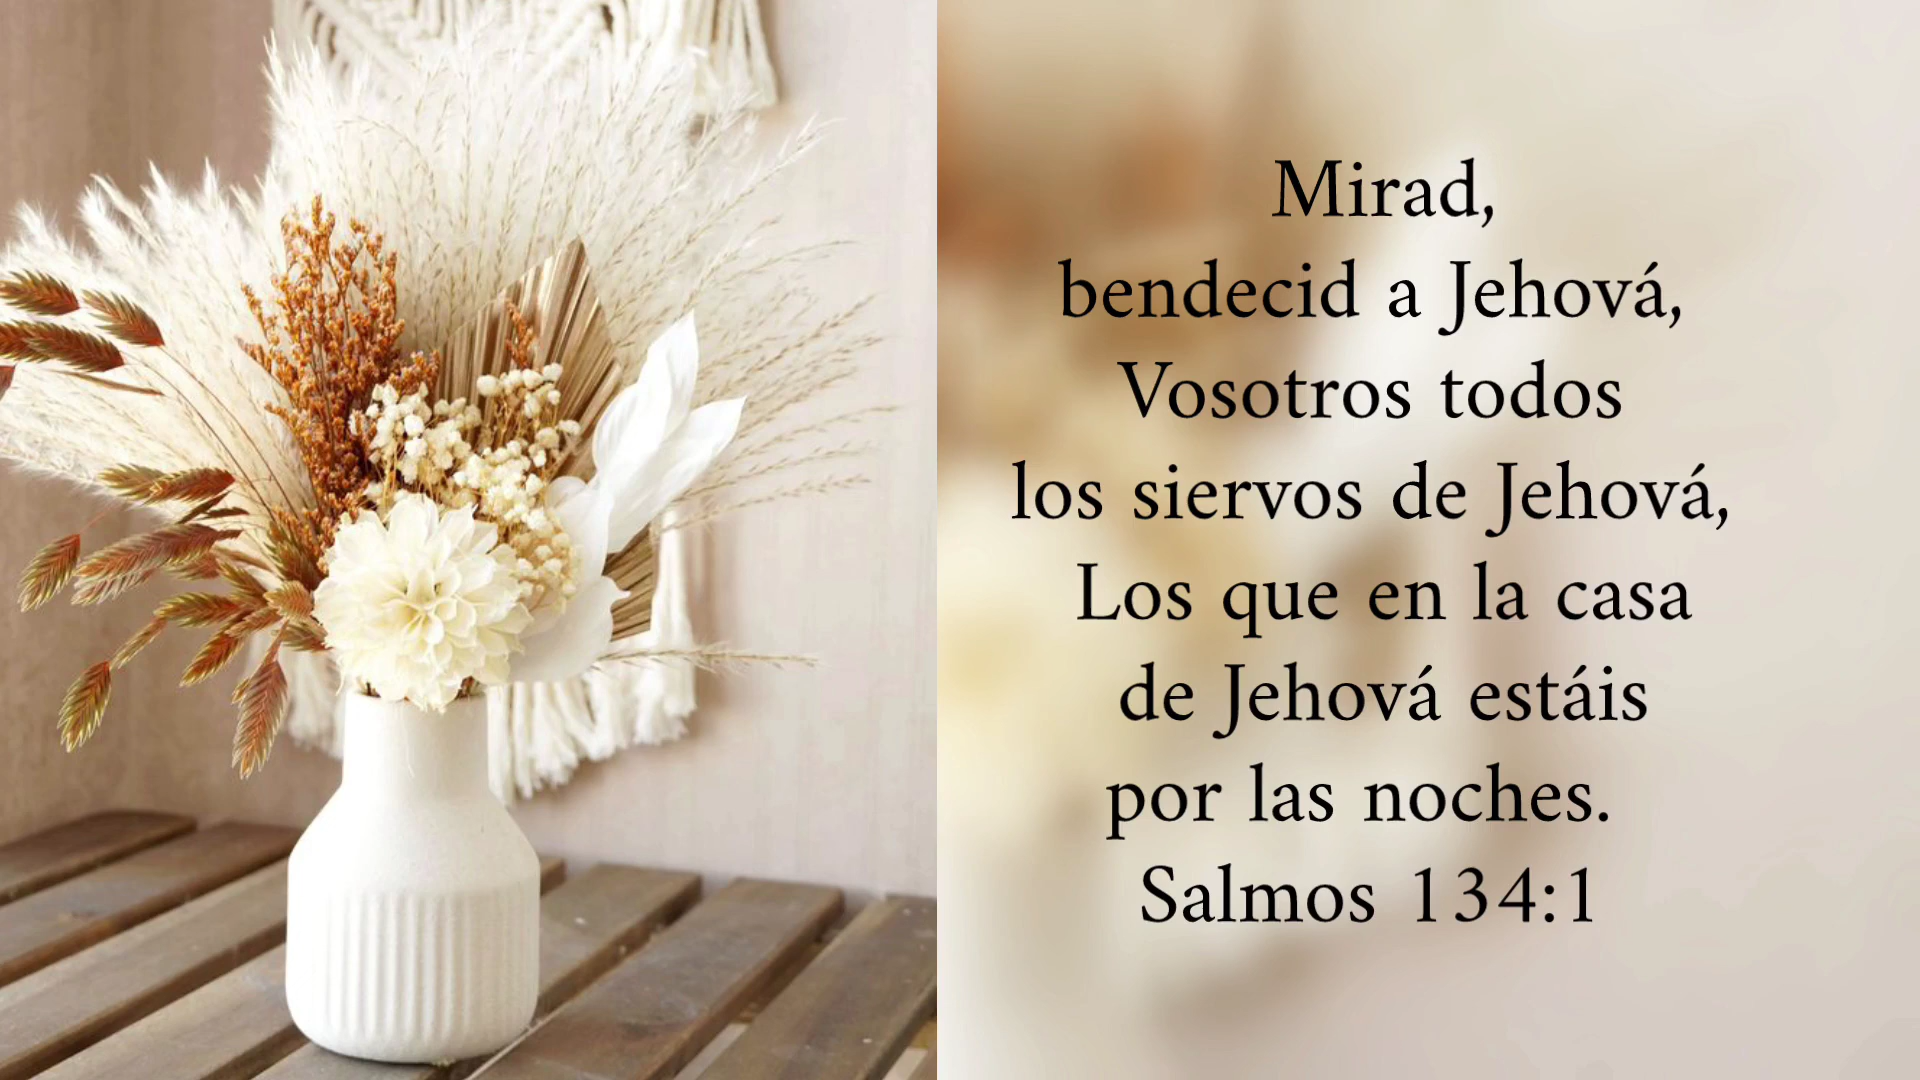 Mirad,
bendecid a Jehová,
Vosotros todos
los siervos de Jehová,
Los que en la casa
de Jehová estáis
por las noches.
Salmos 134:1